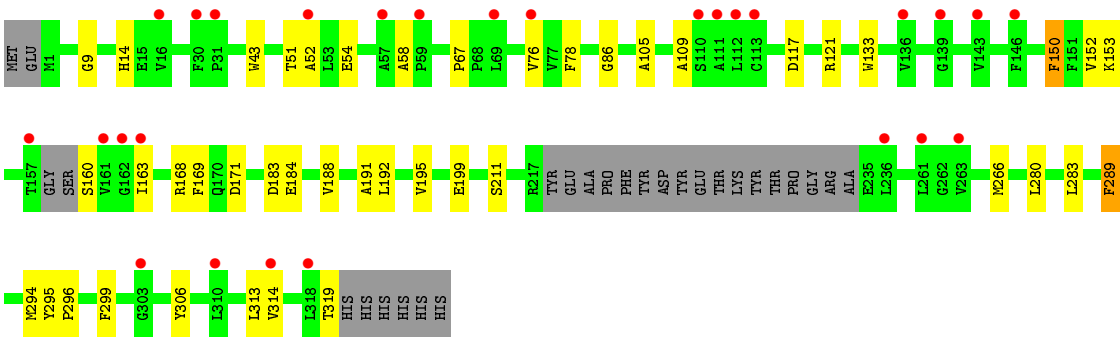 MET GLU M1 G9 H14 E15 V16 F30 P31 W43 T51 A52 L53 E54 A57 A58 P59 P67 P68 L69 V76 V77 F78 G86 A105 A109 S110 A111 L112 C113 D117 R121 W133 V136 G139 V143 F146 F150 F151 V152 K153
T157 GLY SER S160 V161 G162 I163 R168 F169 Q170 D171 D183 E184 V188 A191 L192 V195 E199 S211 R217 TYR GLU ALA PRO PHE TYR ASP TYR GLU THR LYS TYR THR PRO GLY ARG ALA E235 L236 L261 G262 V263 M266 L280 L283 F289
M294 Y295 P296 F299 G303 Y306 L310 L313 V314 L318 T319 HIS HIS HIS HIS HIS HIS